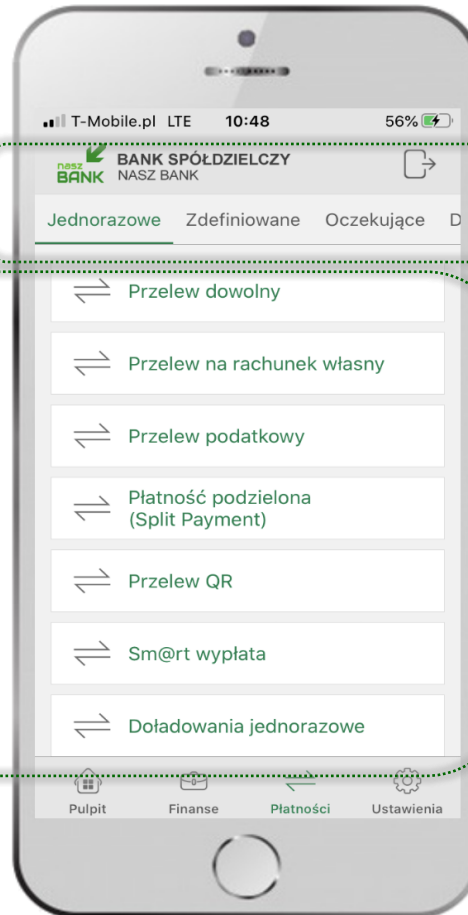 T-Mobile.pl LTE 10:48 56%
nasz BANK
BANK SPÓŁDZIELCZY
NASZ BANK
Jednorazowe Zdefiniowane Oczekujące D
Przelew dowolny
Przelew na rachunek własny
Przelew podatkowy
Płatność podzielona
(Split Payment)
Przelew QR
Sm@rt wypłata
Doładowania jednorazowe
Pulpit Finanse Płatności Ustawienia